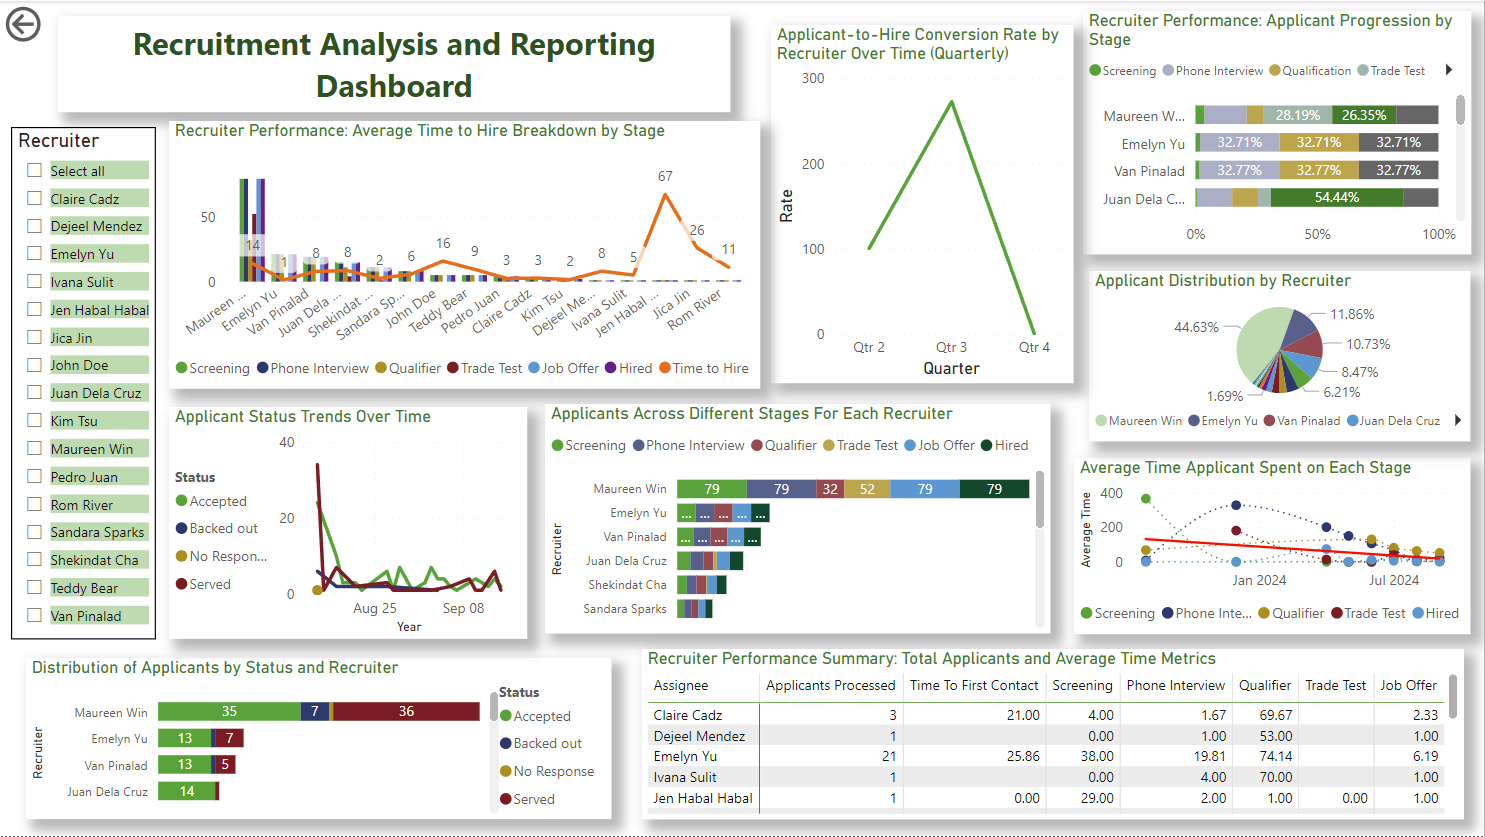 Recruitment Analysis and Reporting
Dashboard
Recruiter
Select all
Claire Cadz
Dejeel Mendez
Emelyn Yu
Ivana Sulit
Jen Habal Habal
Jica Jin
John Doe
Juan Dela Cruz
Kim Tsu
Maureen Win
Pedro Juan
Rom River
Sandara Sparks
Shekindat Cha
Teddy Bear
Van Pinalad
Recruiter Performance: Average Time to Hire Breakdown by Stage
50
0
14
1
8
8
2
6
16
9
3
3
2
8
5
67
26
11
Maureen ...
Emelyn Yu
Van Pinalad
Juan Dela ...
Shekindat ...
Sandara Sp...
John Doe
Teddy Bear
Pedro Juan
Claire Cadz
Kim Tsu
Dejeel Me...
Ivana Sulit
Jen Habal ...
Jica Jin
Rom River
Screening Phone Interview Qualifier Trade Test Job Offer Hired Time to Hire
Applicant-to-Hire Conversion Rate by
Recruiter Over Time (Quarterly)
300
200
100
0
Rate
Qtr 2 Qtr 3 Qtr 4
Quarter
Recruiter Performance: Applicant Progression by
Stage
Screening Phone Interview Qualification Trade Test
Maureen W... 28.19% 26.35%
Emelyn Yu 32.71% 32.71% 32.71%
Van Pinalad 32.77% 32.77% 32.77%
Juan Dela C... 54.44%
0% 50% 100%
Applicant Distribution by Recruiter
44.63%
11.86%
10.73%
8.47%
6.21%
1.69%
Maureen Win Emelyn Yu Van Pinalad Juan Dela Cruz
Applicant Status Trends Over Time
Status
Accepted
Backed out
No Respon...
Served
40
20
0
Aug 25 Sep 08
Year
Applicants Across Different Stages For Each Recruiter
Screening Phone Interview Qualifier Trade Test Job Offer Hired
Recruiter
Maureen Win 79 79 32 52 79 79
Emelyn Yu ... ... ... ... ...
Van Pinalad ... ... ... ... ...
Juan Dela Cruz
Shekindat Cha
Sandara Sparks
Average Time Applicant Spent on Each Stage
Average Time
400
200
0
Jan 2024 Jul 2024
Screening Phone Inte... Qualifier Trade Test Hired
Distribution of Applicants by Status and Recruiter
Recruiter
Maureen Win 35 7 36
Emelyn Yu 13 7
Van Pinalad 13 5
Juan Dela Cruz 14
Status
Accepted
Backed out
No Response
Served
Recruiter Performance Summary: Total Applicants and Average Time Metrics
Assignee Applicants Processed Time To First Contact Screening Phone Interview Qualifier Trade Test Job Offer
Claire Cadz 3 21.00 4.00 1.67 69.67 2.33
Dejeel Mendez 1 0.00 1.00 53.00 1.00
Emelyn Yu 21 25.86 38.00 19.81 74.14 6.19
Ivana Sulit 1 0.00 4.00 70.00 1.00
Jen Habal Habal 1 0.00 29.00 2.00 1.00 0.00 1.00